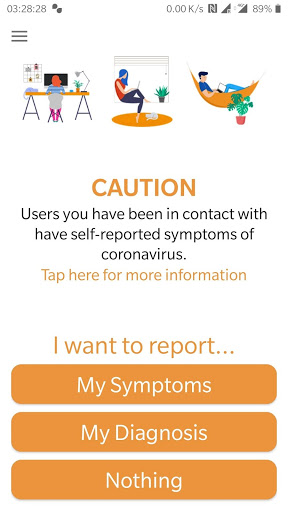 03:28:28 0.00 K/s 89%
CAUTION
Users you have been in contact with
have self-reported symptoms of
coronavirus.
Tap here for more information
I want to report...
My Symptoms
My Diagnosis
Nothing